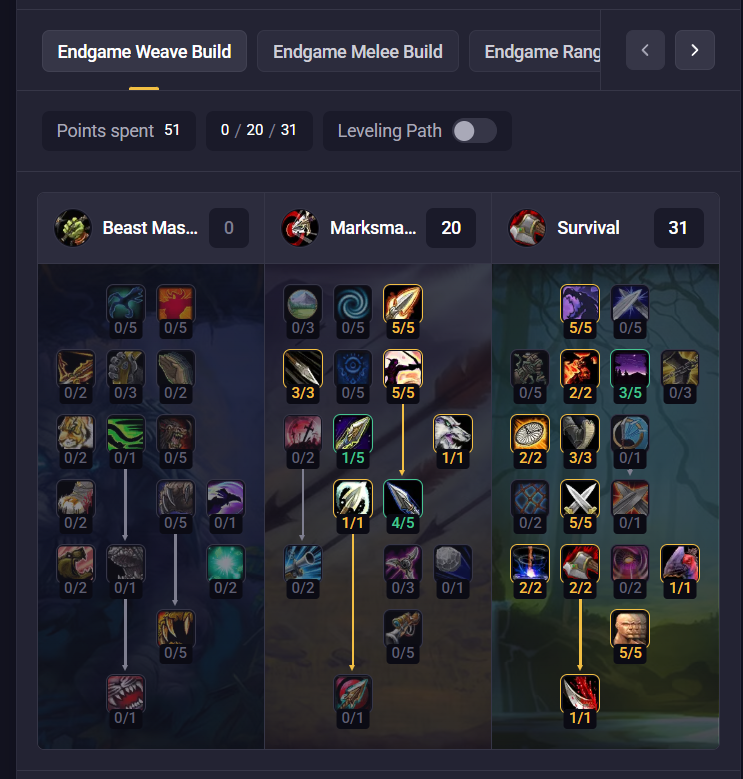 Endgame Weave Build Endgame Melee Build Endgame Rang
Points spent 51 0 / 20 / 31 Leveling Path
Beast Mas... 0 Marksma... 20 Survival 31
0/5 0/5 0/3 0/5 5/5 5/5 0/5
0/2 0/3 0/2 3/3 0/5 5/5 0/5 2/2 3/5 0/3
0/2 0/1 0/5 0/2 1/5 1/1 2/2 3/3 0/1
0/2 0/5 0/1 1/1 4/5 0/2 5/5 0/1
0/2 0/1 0/2 0/2 0/3 0/1 2/2 2/2 0/2 1/1
0/5 0/5 5/5
0/1 0/1 1/1